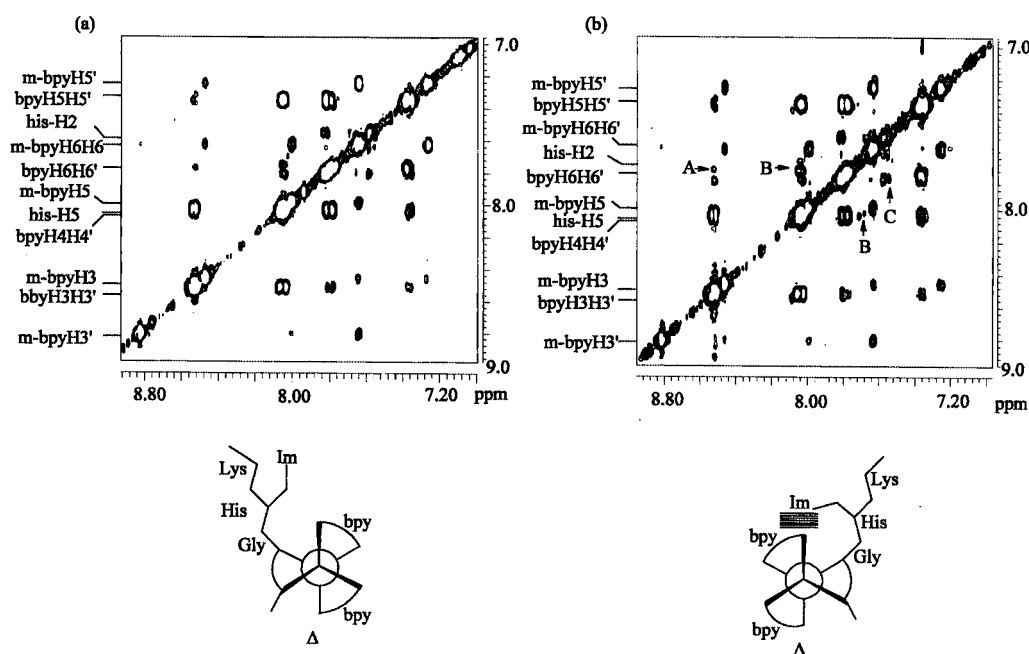 (a)
m-bpyH5'
bpyH5H5'
his-H2
m-bpyH6H6'
bpyH6H6'
m-bpyH5
his-H5
bpyH4H4'
m-bpyH3
bbyH3H3'
m-bpyH3'
7.0
8.0
9.0
8.80 8.00 7.20 ppm
(b)
m-bpyH5'
bpyH5H5'
m-bpyH6H6'
his-H2
bpyH6H6'
m-bpyH5
his-H5
bpyH4H4'
m-bpyH3
bpyH3H3'
m-bpyH3'
A
B
C
B
7.0
8.0
9.0
8.80 8.00 7.20 ppm
Im
Lys
His
Gly
bpy
bpy
Δ
Lys
Im
His
bpy
Gly
bpy
Δ